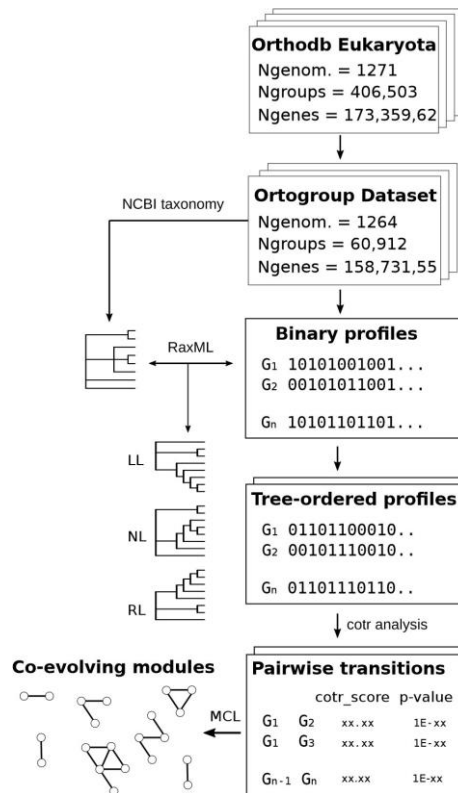 Orthodb Eukaryota
Ngenom. = 1271
Ngroups = 406,503
Ngenes = 173,359,62
NCBI taxonomy
Ortogroup Dataset
Ngenom. = 1264
Ngroups = 60,912
Ngenes = 158,731,55
RaxML
Binary profiles
G1 10101001001...
G2 00101011001...
Gn 10101101101...
LL
NL
RL
Tree-ordered profiles
G1 01101100010..
G2 00101110010..
Gn 01101110110..
cotr analysis
Co-evolving modules
MCL
Pairwise transitions
cotr_score p-value
G1 G2 xx.xx 1E-xx
G1 G3 xx.xx 1E-xx
Gn-1 Gn xx.xx 1E-xx